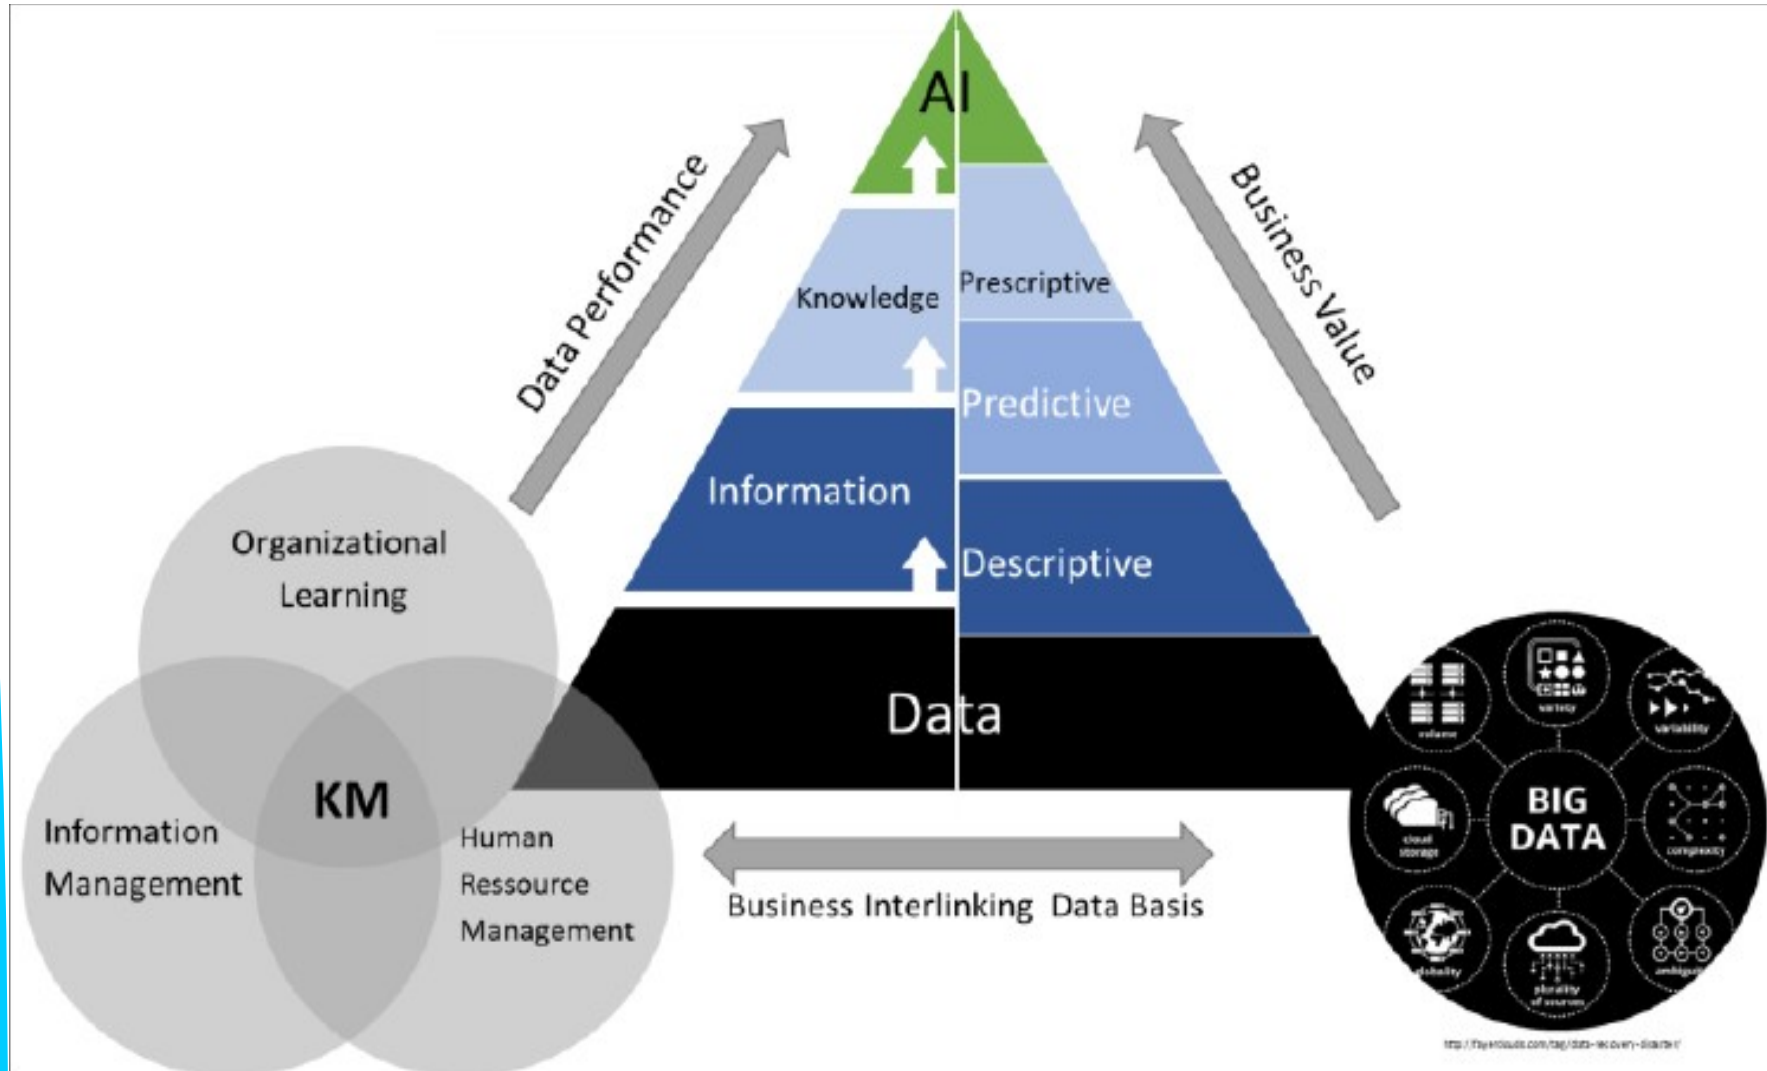 AI
Data Performance
Business Value
Knowledge
Prescriptive
Predictive
Information
Descriptive
Data
Organizational
Learning
KM
Information
Management
Human
Ressource
Management
Business Interlinking Data Basis
volume
variety
variability
cloud
storage
BIG
DATA
complexity
plurality
of sources